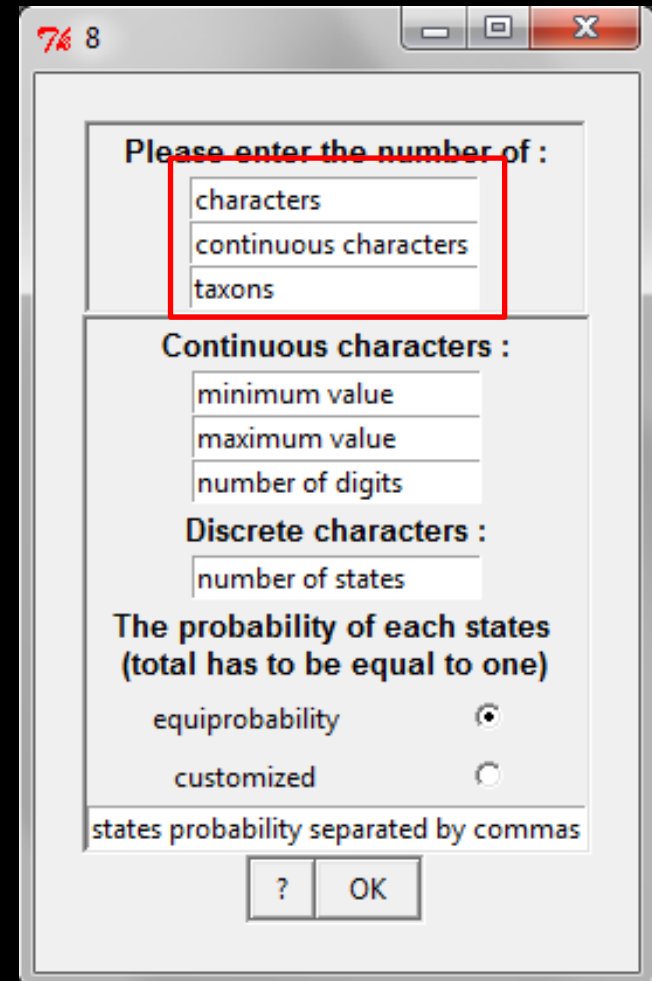 8
Please enter the number of :
characters
continuous characters
taxons
Continuous characters :
minimum value
maximum value
number of digits
Discrete characters :
number of states
The probability of each states
(total has to be equal to one)
equiprobability
customized
states probability separated by commas
? OK